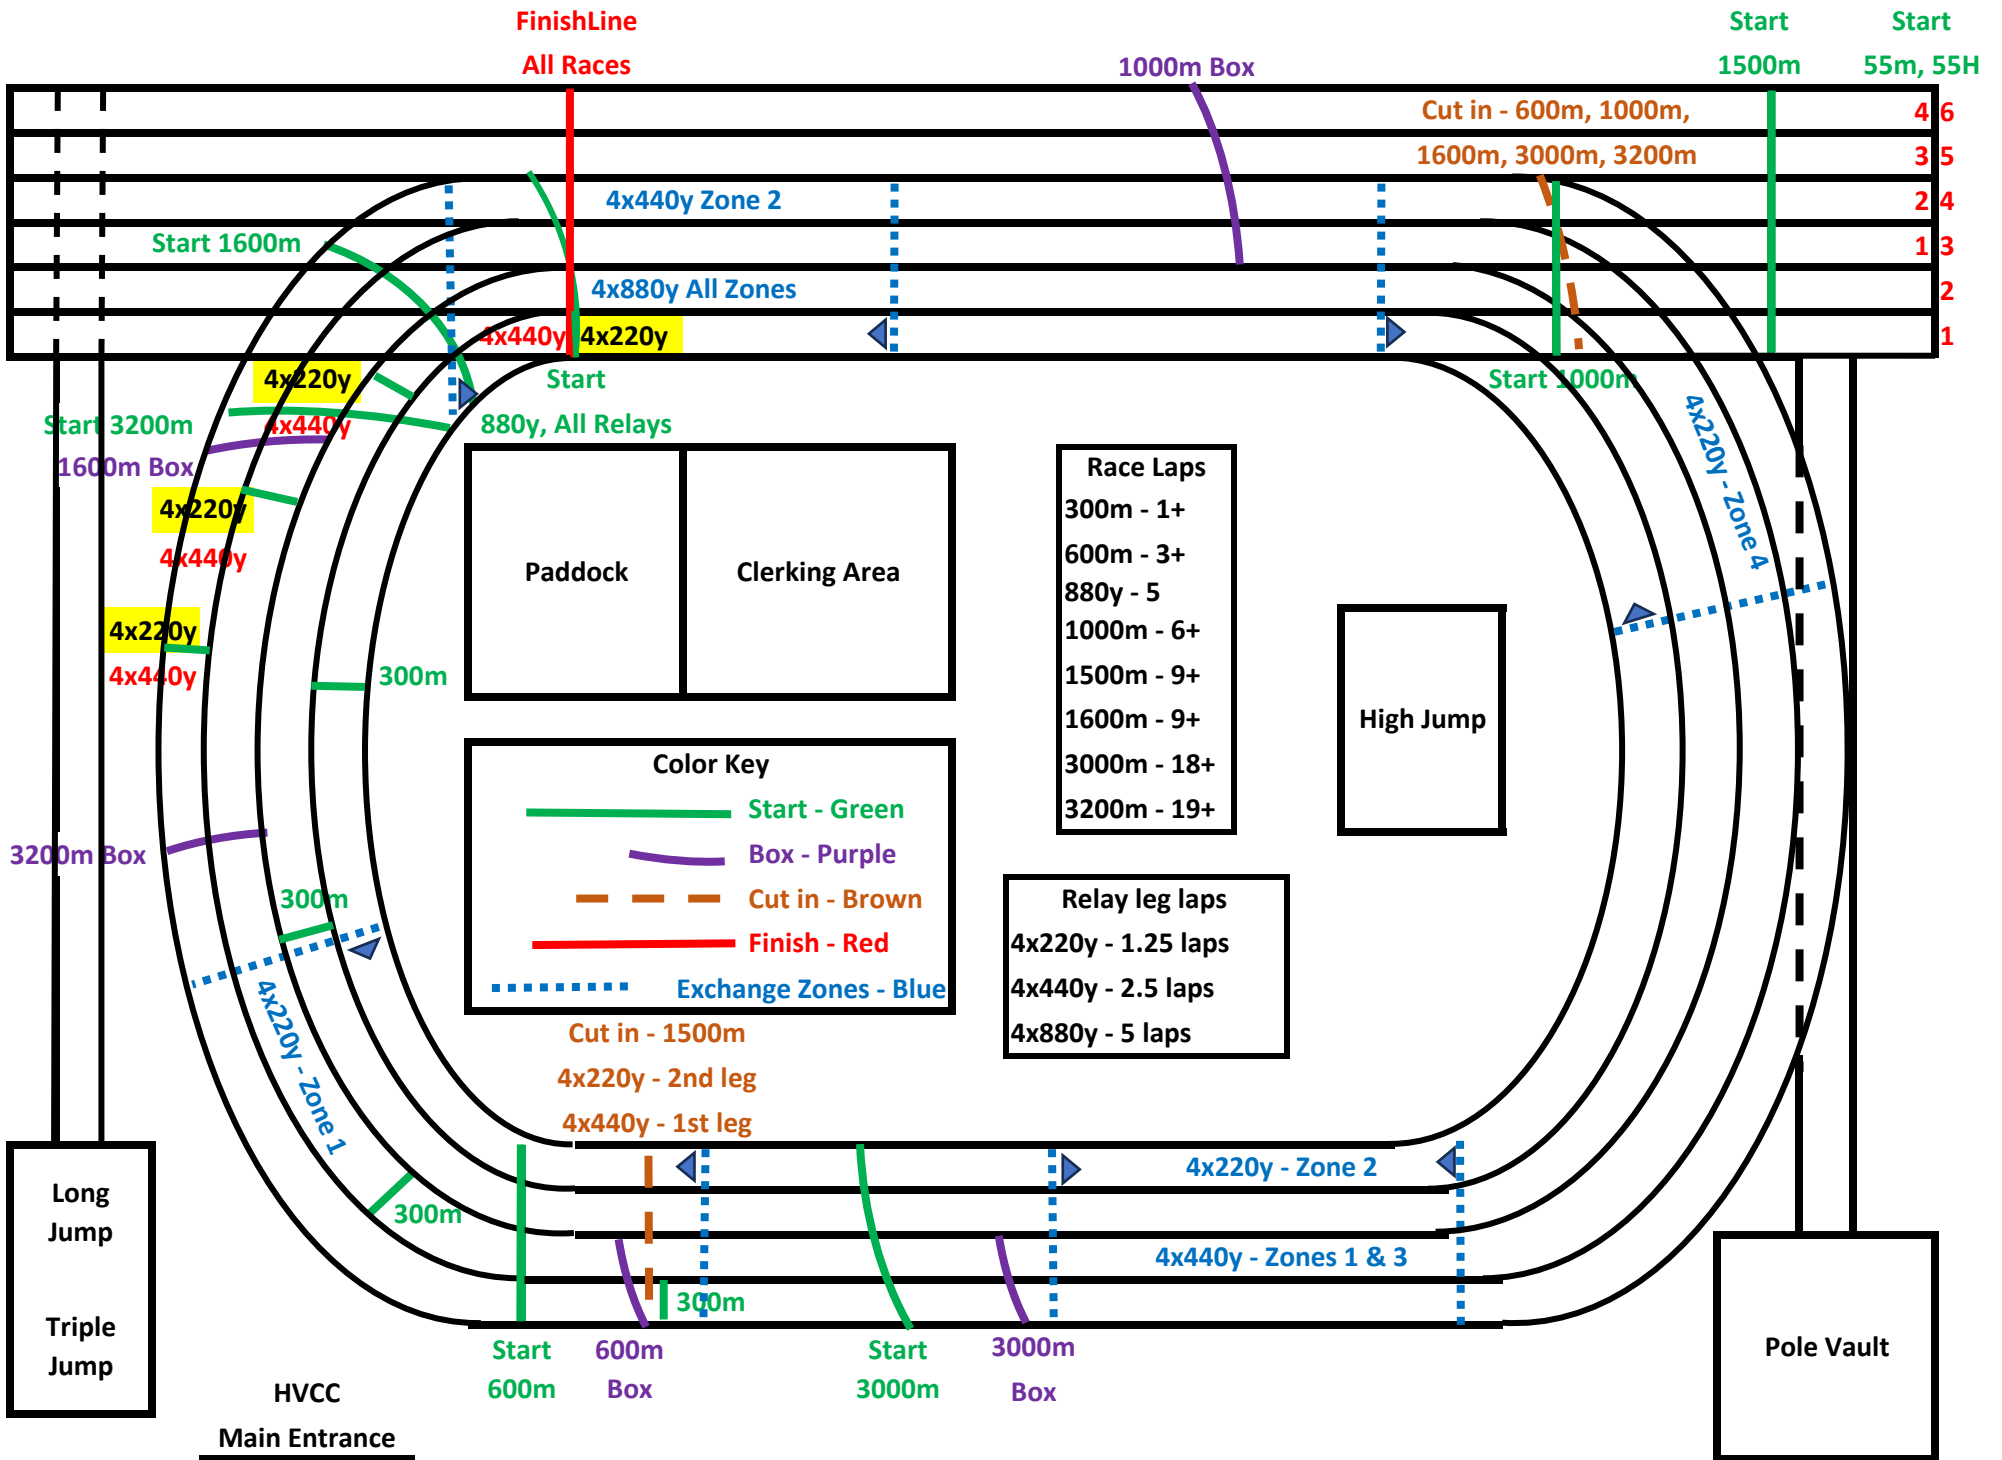 FinishLine
All Races
1000m Box
Start
1500m
Start
55m, 55H
Cut in - 600m, 1000m,
1600m, 3000m, 3200m
4 6
3 5
2 4
1 3
2
1
4x440y Zone 2
Start 1600m
4x880y All Zones
4x440y
4x220y
Start
880y, All Relays
Start 1000m
4x220y
Start 3200m
4x440y
1600m Box
4x220y
4x440y
4x220y
4x440y
300m
Paddock
Clerking Area
Race Laps
300m - 1+
600m - 3+
880y - 5
1000m - 6+
1500m - 9+
1600m - 9+
3000m - 18+
3200m - 19+
4x220y - Zone 4
High Jump
Color Key
Start - Green
Box - Purple
Cut in - Brown
Finish - Red
Exchange Zones - Blue
3200m Box
300m
4x220y - Zone 1
Relay leg laps
4x220y - 1.25 laps
4x440y - 2.5 laps
4x880y - 5 laps
Cut in - 1500m
4x220y - 2nd leg
4x440y - 1st leg
4x220y - Zone 2
4x440y - Zones 1 & 3
300m
300m
Long
Jump
Triple
Jump
Start
600m
600m
Box
Start
3000m
3000m
Box
Pole Vault
HVCC
Main Entrance